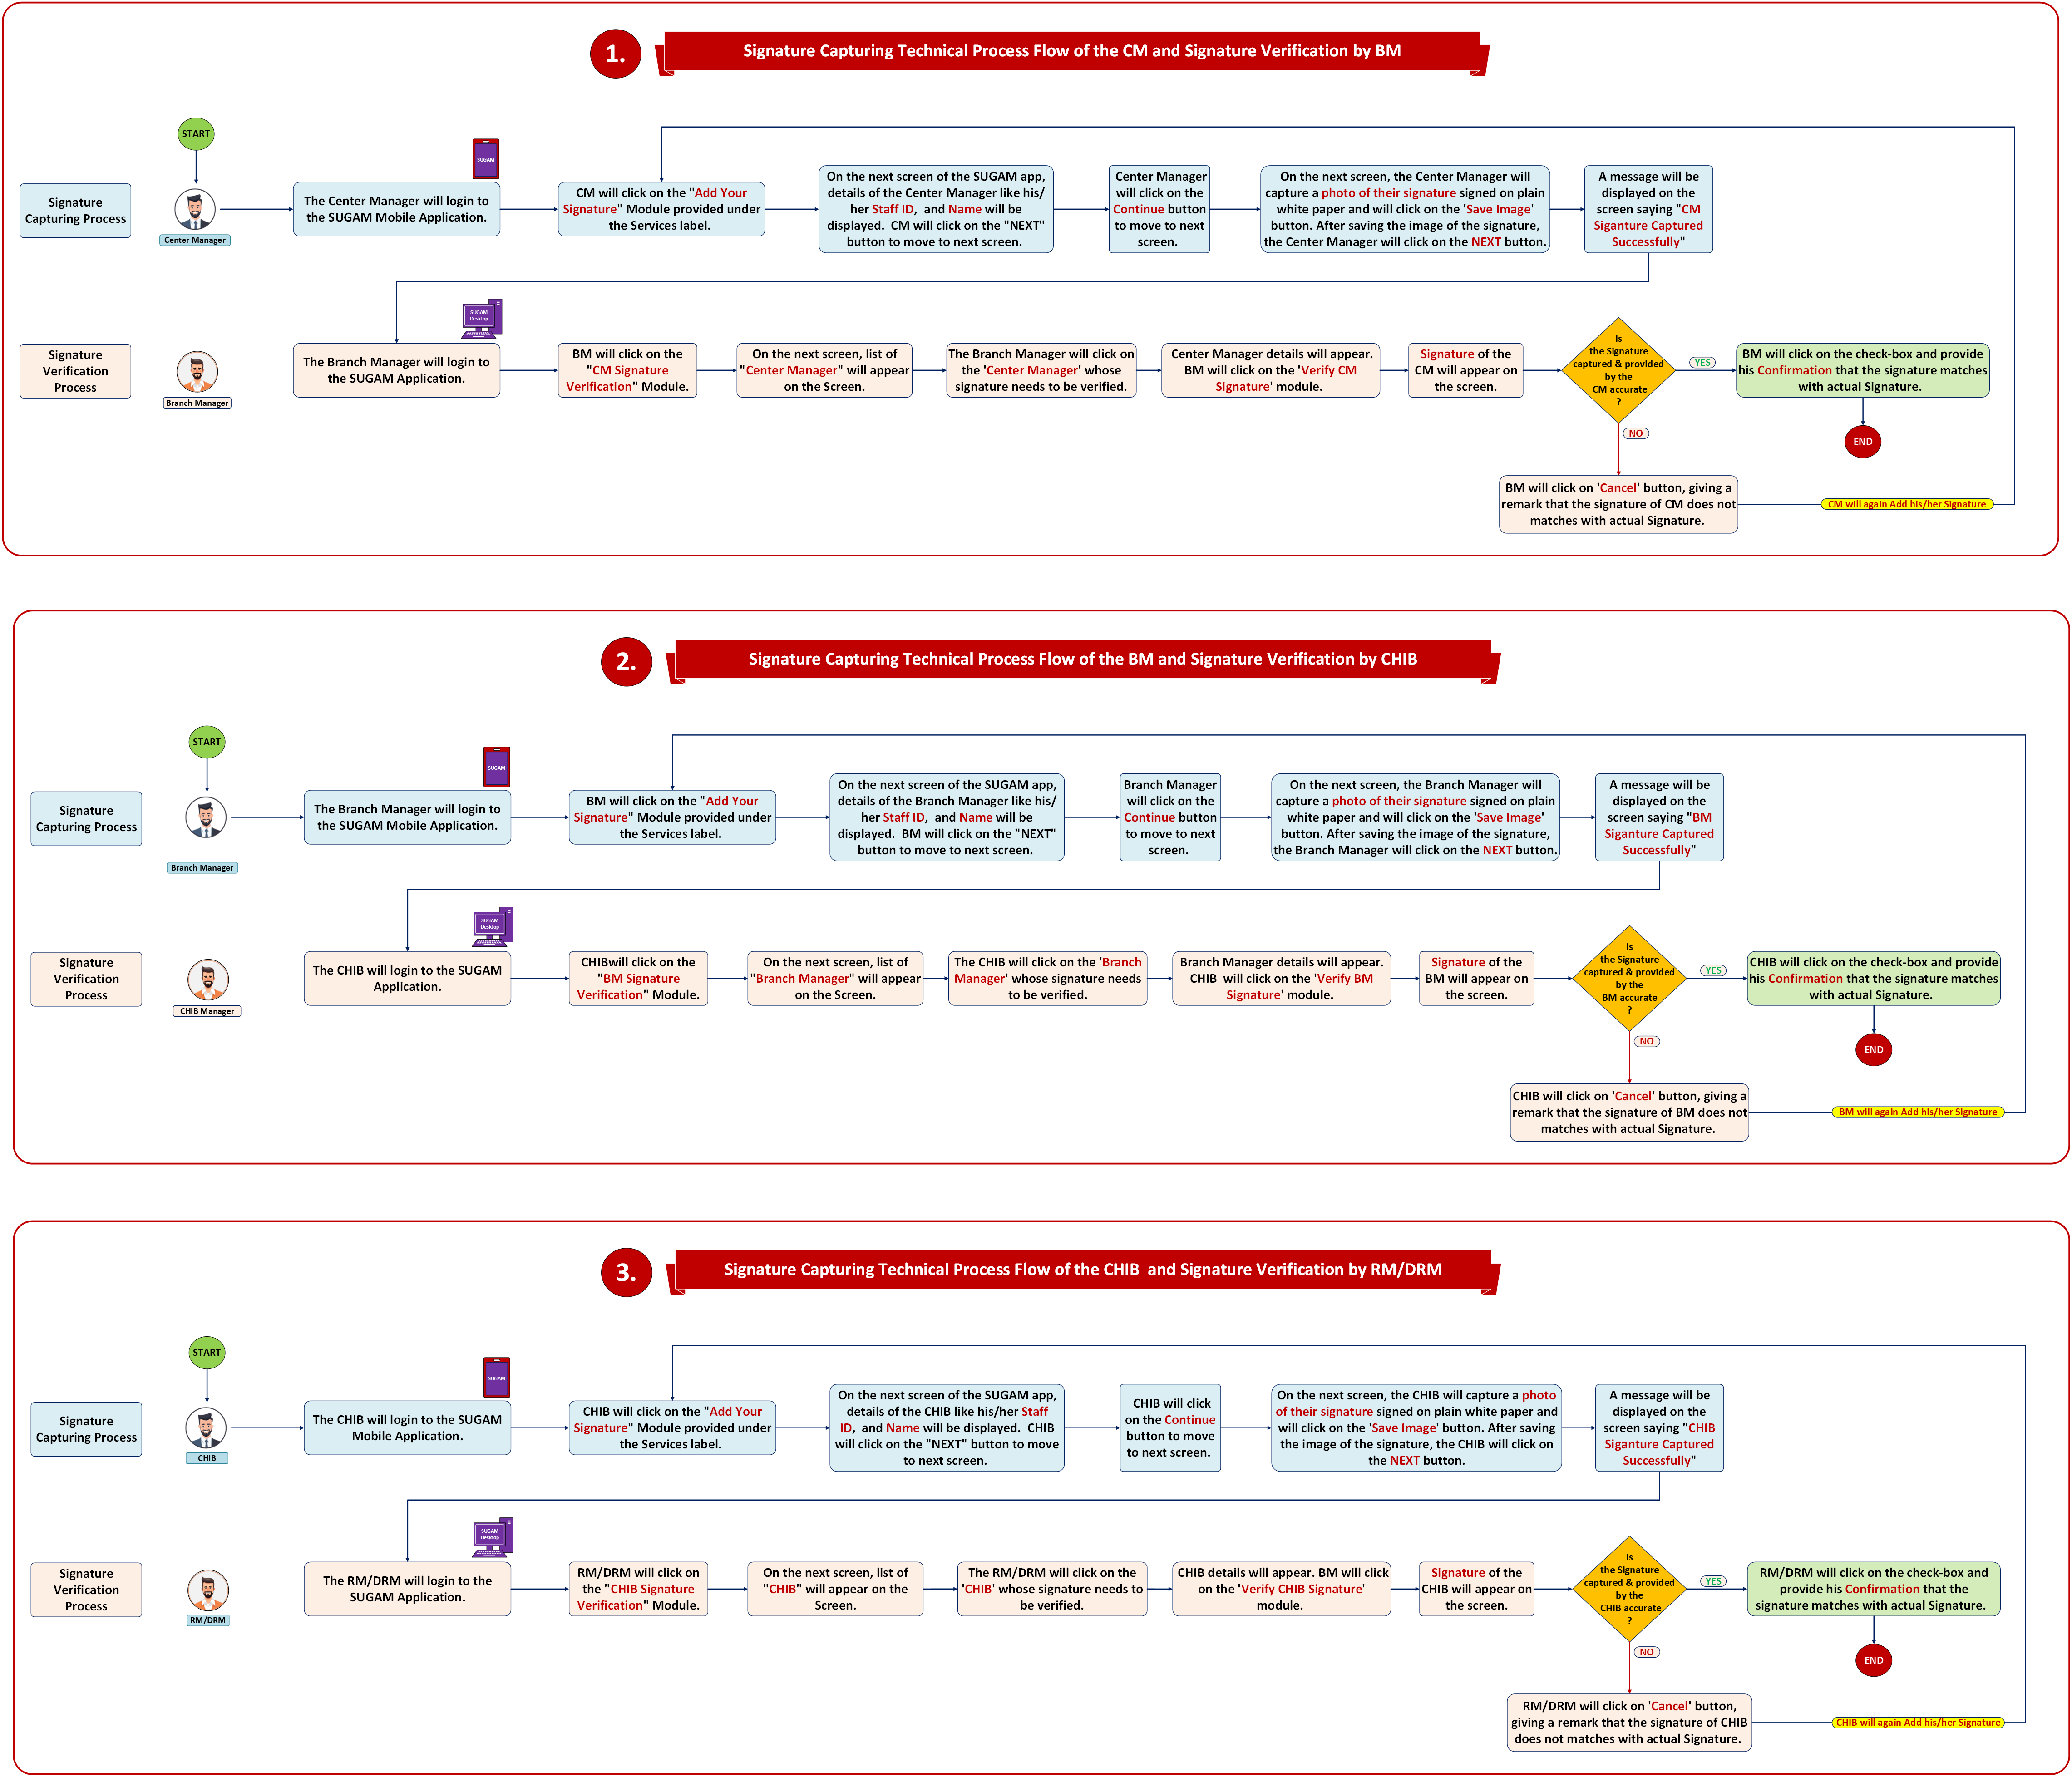 1.
Signature Capturing Technical Process Flow of the CM and Signature Verification by BM
START
Signature
Capturing Process
Center Manager
SUGAM
The Center Manager will login to
the SUGAM Mobile Application.
CM will click on the "Add Your
Signature" Module provided under
the Services label.
On the next screen of the SUGAM app,
details of the Center Manager like his/
her Staff ID,  and Name will be
displayed.  CM will click on the "NEXT"
button to move to next screen.
Center Manager
will click on the
Continue button
to move to next
screen.
On the next screen, the Center Manager will
capture a photo of their signature signed on plain
white paper and will click on the 'Save Image'
button. After saving the image of the signature,
the Center Manager will click on the NEXT button.
A message will be
displayed on the
screen saying "CM
Siganture Captured
Successfully"
Signature
Verification
Process
Branch Manager
SUGAM
Desktop
The Branch Manager will login to
the SUGAM Application.
BM will click on the
"CM Signature
Verification" Module.
On the next screen, list of
"Center Manager" will appear
on the Screen.
The Branch Manager will click on
the 'Center Manager' whose
signature needs to be verified.
Center Manager details will appear.
BM will click on the 'Verify CM
Signature' module.
Signature of the
CM will appear on
the screen.
Is
the Signature
captured & provided
by the
CM accurate
?
YES
BM will click on the check-box and provide
his Confirmation that the signature matches
with actual Signature.
END
NO
BM will click on 'Cancel' button, giving a
remark that the signature of CM does not
matches with actual Signature.
CM will again Add his/her Signature
2.
Signature Capturing Technical Process Flow of the BM and Signature Verification by CHIB
START
Signature
Capturing Process
Branch Manager
SUGAM
The Branch Manager will login to
the SUGAM Mobile Application.
BM will click on the "Add Your
Signature" Module provided under
the Services label.
On the next screen of the SUGAM app,
details of the Branch Manager like his/
her Staff ID,  and Name will be
displayed.  BM will click on the "NEXT"
button to move to next screen.
Branch Manager
will click on the
Continue button
to move to next
screen.
On the next screen, the Branch Manager will
capture a photo of their signature signed on plain
white paper and will click on the 'Save Image'
button. After saving the image of the signature,
the Branch Manager will click on the NEXT button.
A message will be
displayed on the
screen saying "BM
Siganture Captured
Successfully"
Signature
Verification
Process
CHIB Manager
SUGAM
Desktop
The CHIB will login to the SUGAM
Application.
CHIBwill click on the
"BM Signature
Verification" Module.
On the next screen, list of
"Branch Manager" will appear
on the Screen.
The CHIB will click on the 'Branch
Manager' whose signature needs
to be verified.
Branch Manager details will appear.
CHIB  will click on the 'Verify BM
Signature' module.
Signature of the
BM will appear on
the screen.
Is
the Signature
captured & provided
by the
BM accurate
?
YES
CHIB will click on the check-box and provide
his Confirmation that the signature matches
with actual Signature.
END
NO
CHIB will click on 'Cancel' button, giving a
remark that the signature of BM does not
matches with actual Signature.
BM will again Add his/her Signature
3.
Signature Capturing Technical Process Flow of the CHIB  and Signature Verification by RM/DRM
START
Signature
Capturing Process
CHIB
SUGAM
The CHIB will login to the SUGAM
Mobile Application.
CHIB will click on the "Add Your
Signature" Module provided under
the Services label.
On the next screen of the SUGAM app,
details of the CHIB like his/her Staff
ID,  and Name will be displayed.  CHIB
will click on the "NEXT" button to move
to next screen.
CHIB will click
on the Continue
button to move
to next screen.
On the next screen, the CHIB will capture a photo
of their signature signed on plain white paper and
will click on the 'Save Image' button. After saving
the image of the signature, the CHIB will click on
the NEXT button.
A message will be
displayed on the
screen saying "CHIB
Siganture Captured
Successfully"
Signature
Verification
Process
RM/DRM
SUGAM
Desktop
The RM/DRM will login to the
SUGAM Application.
RM/DRM will click on
the "CHIB Signature
Verification" Module.
On the next screen, list of
"CHIB" will appear on the
Screen.
The RM/DRM will click on the
'CHIB' whose signature needs to
be verified.
CHIB details will appear. BM will click
on the 'Verify CHIB Signature'
module.
Signature of the
CHIB will appear on
the screen.
Is
the Signature
captured & provided
by the
CHIB accurate
?
YES
RM/DRM will click on the check-box and
provide his Confirmation that the
signature matches with actual Signature.
END
NO
RM/DRM will click on 'Cancel' button,
giving a remark that the signature of CHIB
does not matches with actual Signature.
CHIB will again Add his/her Signature